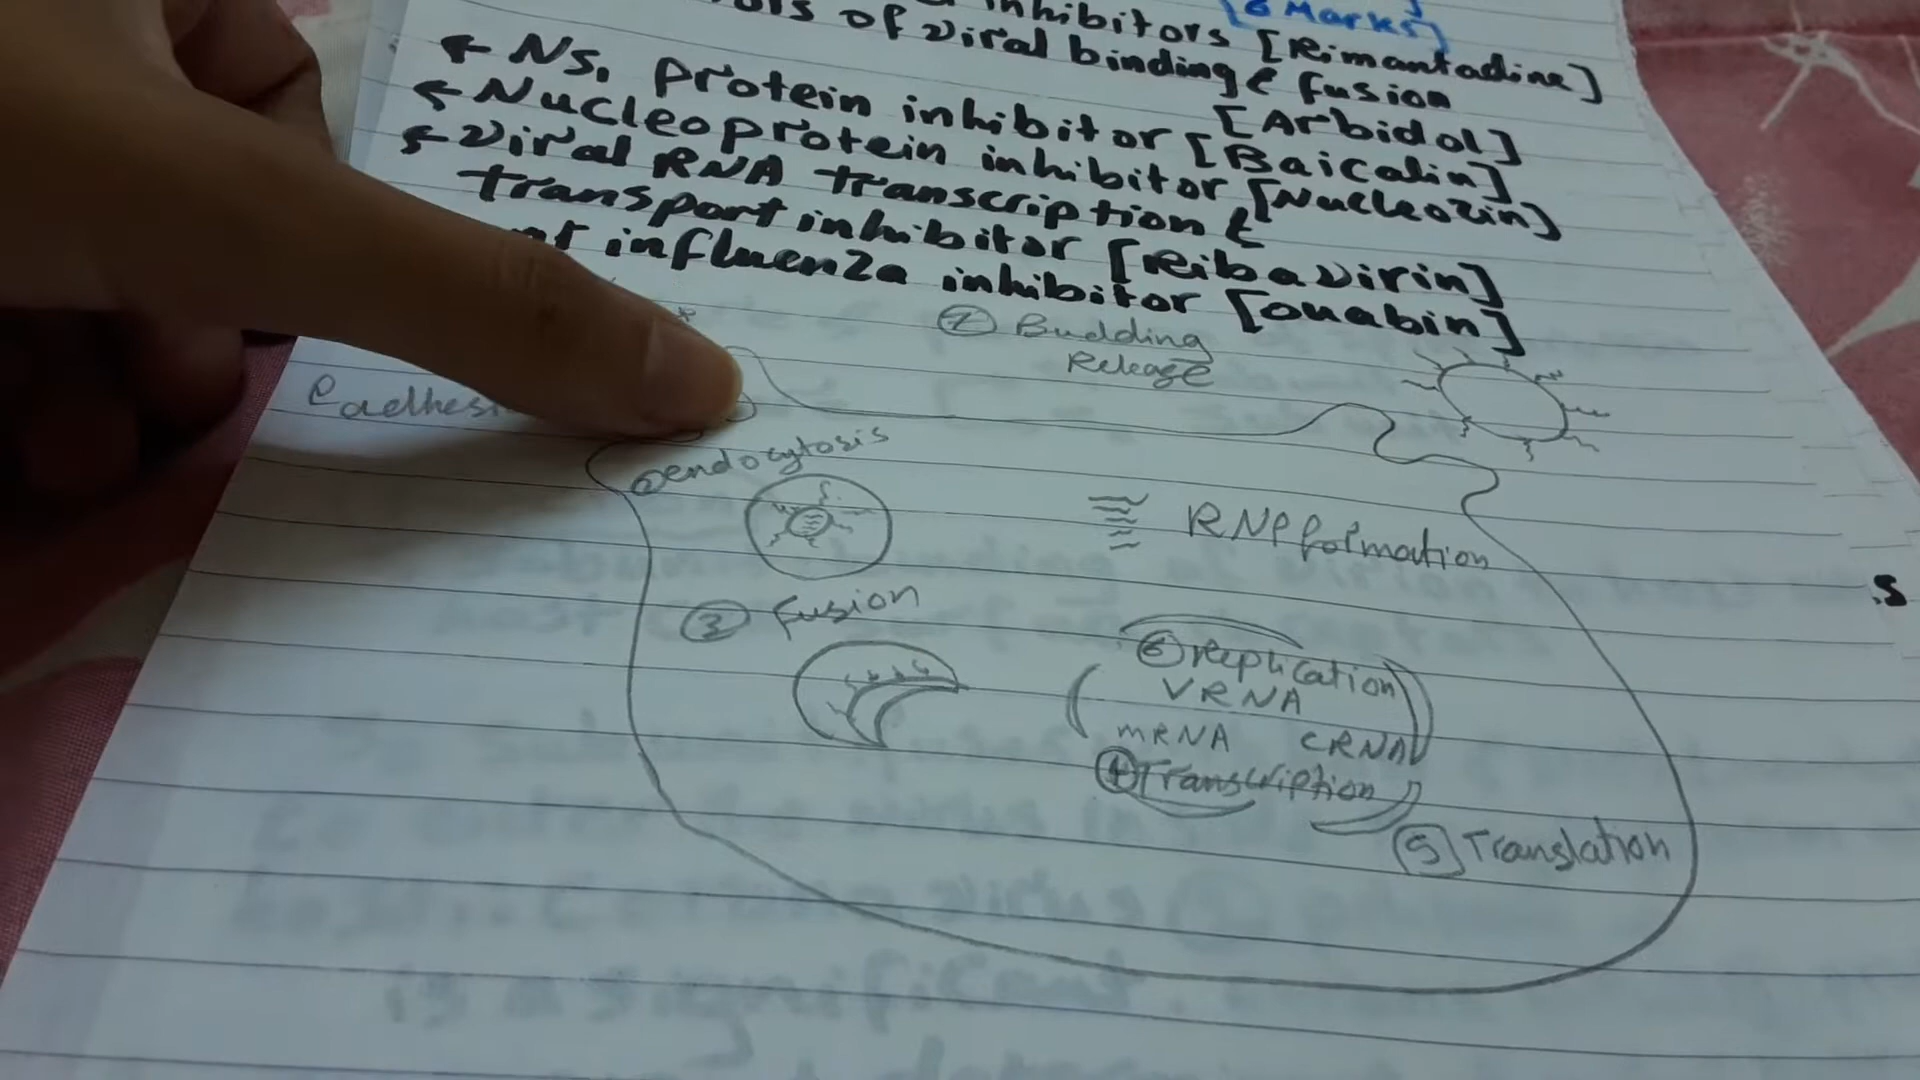 inhibitors [6 Marks]
of viral binding & fusion [Rimantadine]
← NS1 protein inhibitor [Arbidol]
← Nucleoprotein inhibitor [Baicalin]
← Viral RNA transcription & [Nucleozin]
transport inhibitor [Ribavirin]
influenza inhibitor [ouabin]
⑦ Budding
Release
endocytosis
RNP formation
③ fusion
⑥ replication
VRNA
mRNA CRNA
④ Transcription
⑤ Translation
S